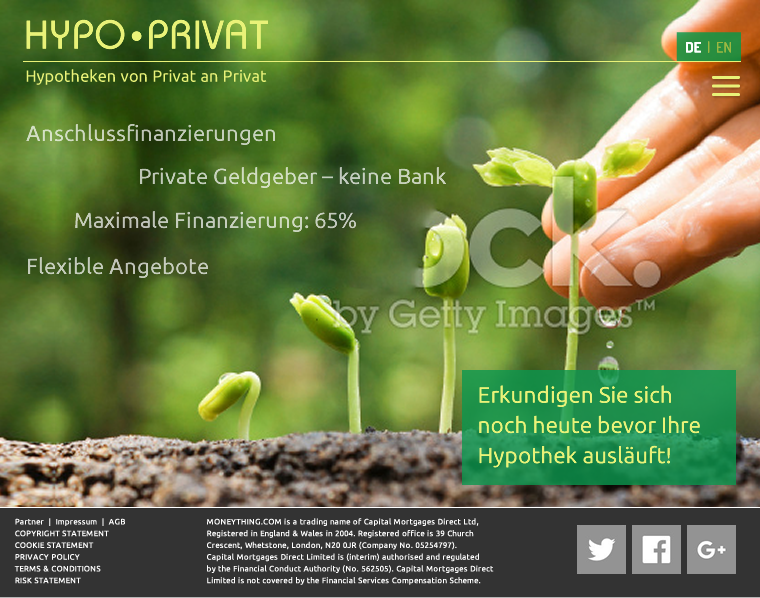 HYPO•PRIVAT
DE | EN
Hypotheken von Privat an Privat
Anschlussfinanzierungen
Private Geldgeber – keine Bank
Maximale Finanzierung: 65%
Flexible Angebote
ock.
by Getty Images™
Erkundigen Sie sich
noch heute bevor Ihre
Hypothek ausläuft!
Partner | Impressum | AGB
COPYRIGHT STATEMENT
COOKIE STATEMENT
PRIVACY POLICY
TERMS & CONDITIONS
RISK STATEMENT
MONEYTHING.COM is a trading name of Capital Mortgages Direct Ltd,
Registered in England & Wales in 2004. Registered office is 39 Church
Crescent, Whetstone, London, N20 0JR (Company No. 05254797).
Capital Mortgages Direct Limited is (interim) authorised and regulated
by the Financial Conduct Authority (No. 562505). Capital Mortgages Direct
Limited is not covered by the Financial Services Compensation Scheme.
G+